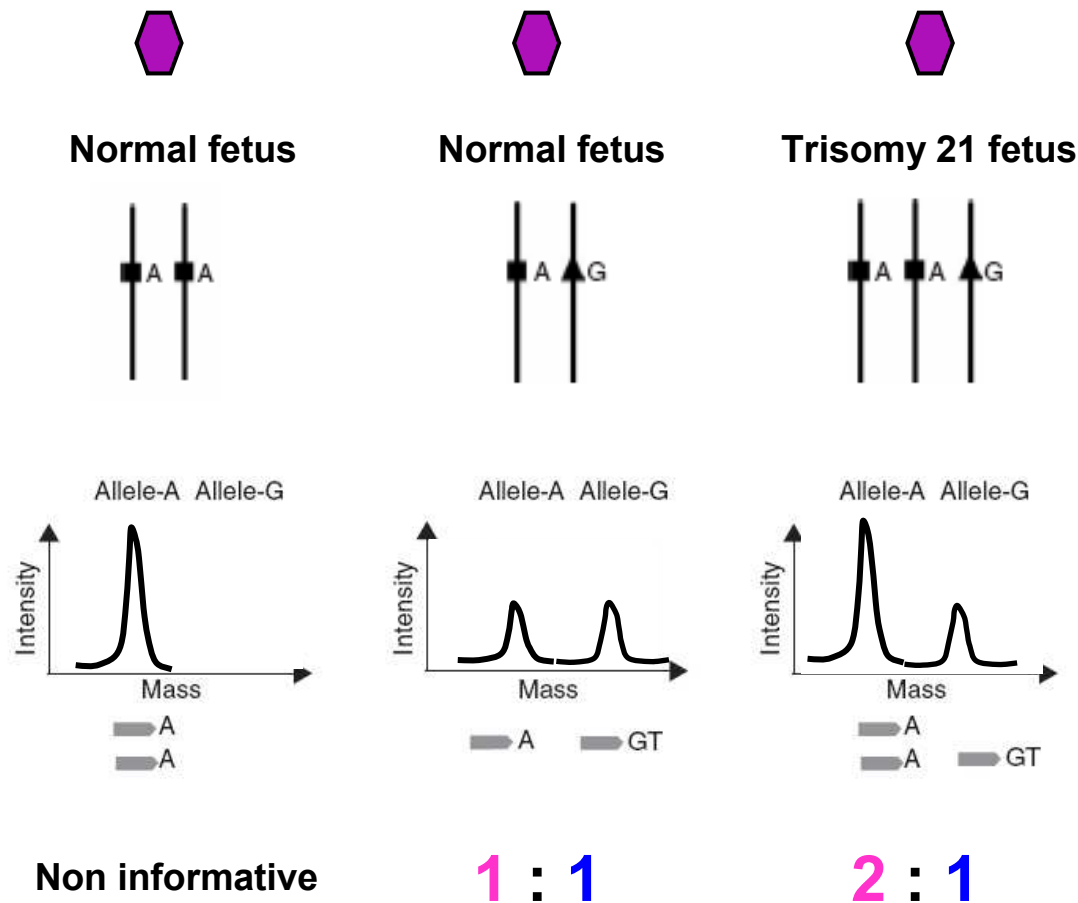 Normal fetus
Normal fetus
Trisomy 21 fetus
A A
A G
A A G
Allele-A Allele-G
Allele-A Allele-G
Allele-A Allele-G
Intensity
Intensity
Intensity
Mass
Mass
Mass
A
A
A GT
A
A GT
Non informative
1 : 1
2 : 1